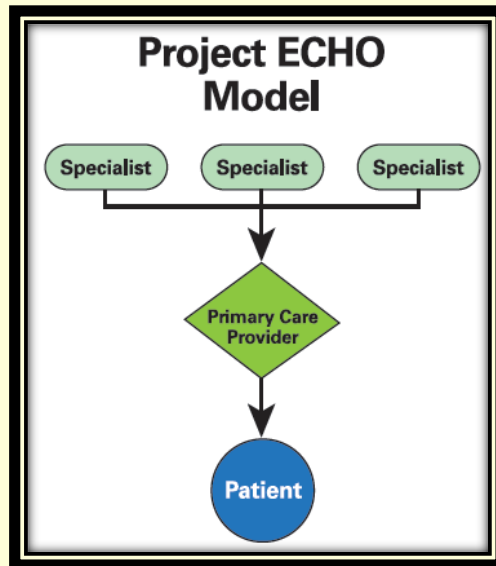 Project ECHO
Model
Specialist Specialist Specialist
Primary Care
Provider
Patient